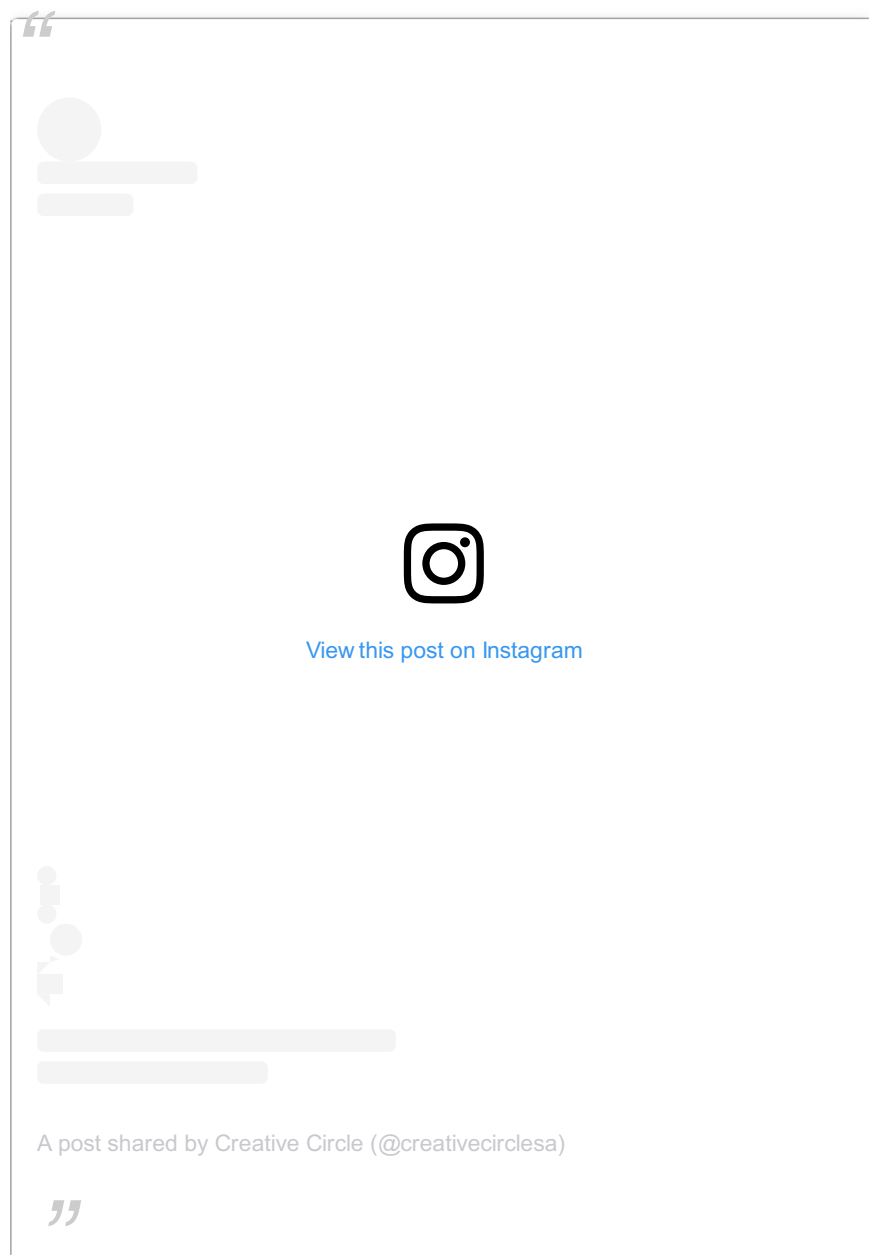 “
View this post on Instagram
A post shared by Creative Circle (@creativecirclesa)
”